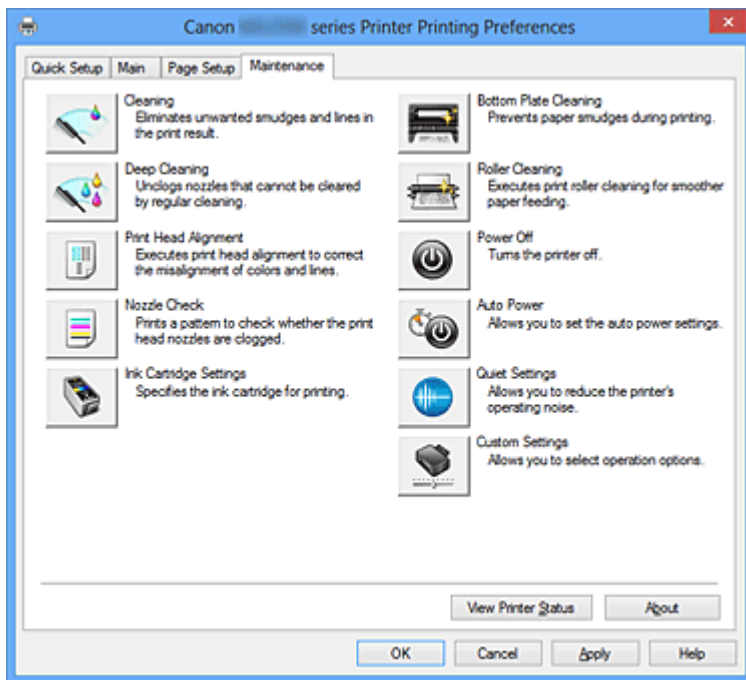 Canon series Printer Printing Preferences
Quick Setup Main Page Setup Maintenance
Cleaning
Eliminates unwanted smudges and lines in
the print result.
Deep Cleaning
Unclogs nozzles that cannot be cleared
by regular cleaning.
Print Head Alignment
Executes print head alignment to correct
the misalignment of colors and lines.
Nozzle Check
Prints a pattern to check whether the print
head nozzles are clogged.
Ink Cartridge Settings
Specifies the ink cartridge for printing.
Bottom Plate Cleaning
Prevents paper smudges during printing.
Roller Cleaning
Executes print roller cleaning for smoother
paper feeding.
Power Off
Turns the printer off.
Auto Power
Allows you to set the auto power settings.
Quiet Settings
Allows you to reduce the printer's
operating noise.
Custom Settings
Allows you to select operation options.
View Printer Status About
OK Cancel Apply Help